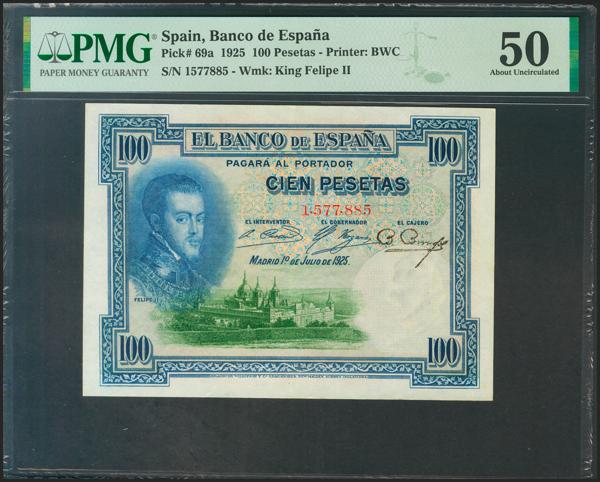 PMG
PAPER MONEY GUARANTY
Spain, Banco de España
Pick# 69a 1925 100 Pesetas - Printer: BWC
S/N 1577885 - Wmk: King Felipe II
50
About Uncirculated
100
EL BANCO DE ESPAÑA
100
PAGARÁ AL PORTADOR
CIEN PESETAS
1,577,885
EL INTERVENTOR
EL GOBERNADOR
EL CAJERO
MADRID 1º DE JULIO DE 1925.
FELIPE II
100
100